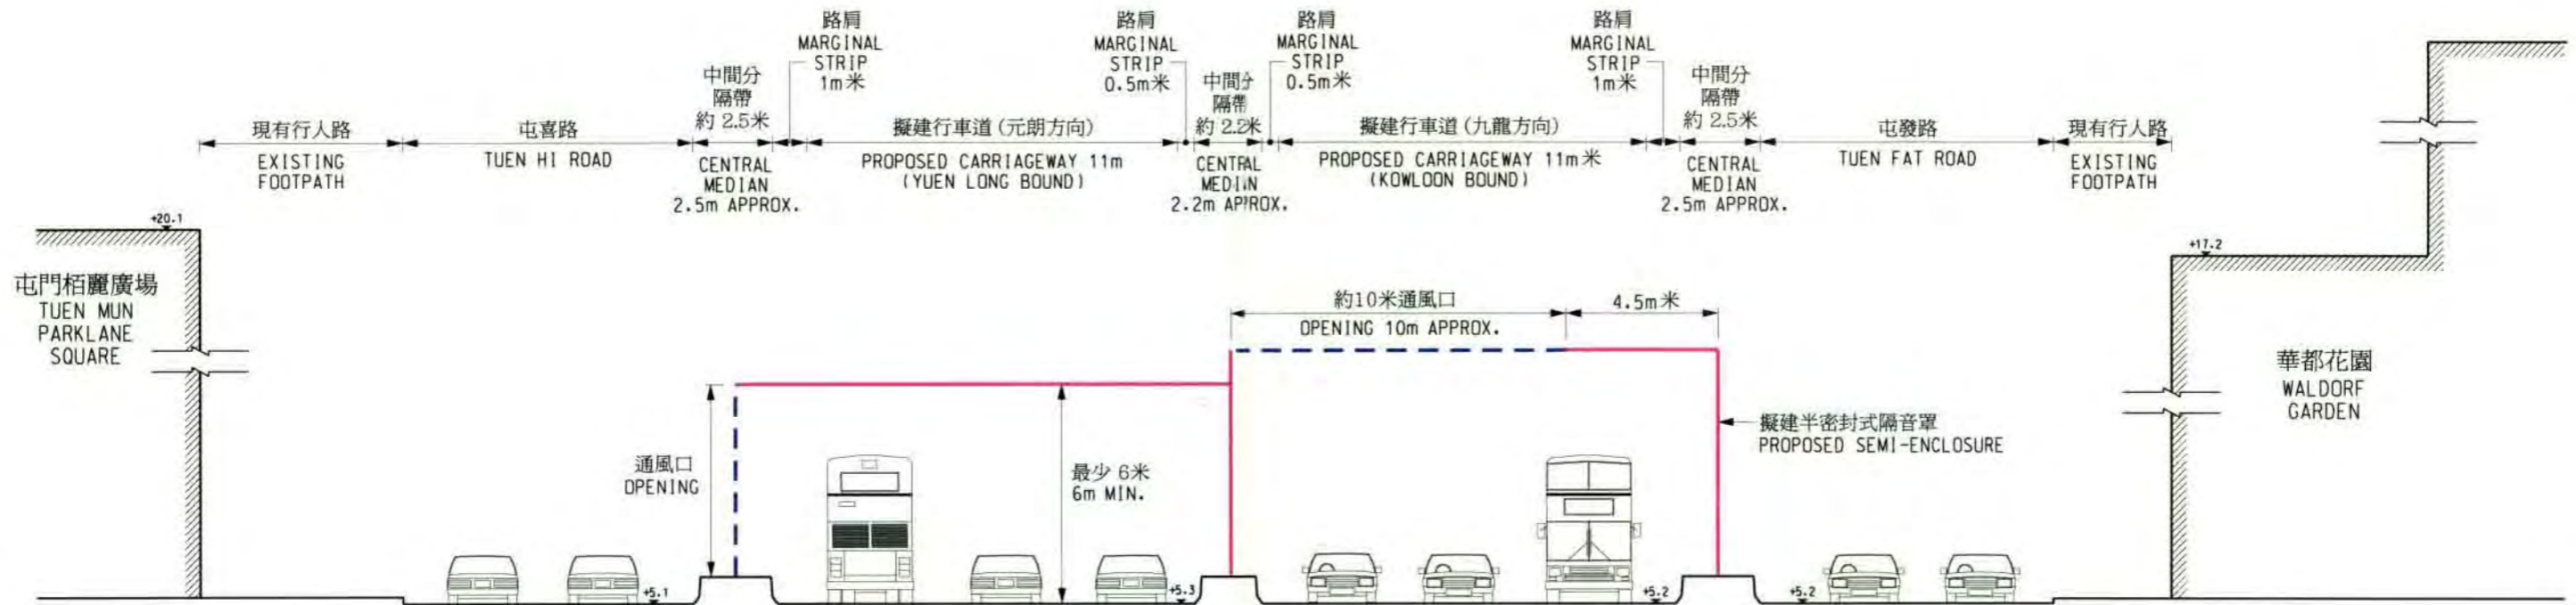 路肩
MARGINAL
STRIP
1m米
路肩
MARGINAL
STRIP
0.5m米
路肩
MARGINAL
STRIP
0.5m米
路肩
MARGINAL
STRIP
1m米
現有行人路
EXISTING
FOOTPATH
屯喜路
TUEN HI ROAD
中間分
隔帶
約 2.5米
CENTRAL
MEDIAN
2.5m APPROX.
擬建行車道 (元朗方向)
PROPOSED CARRIAGEWAY 11m
(YUEN LONG BOUND)
中間分
隔帶
約 2.2米
CENTRAL
MEDIAN
2.2m APPROX.
擬建行車道 (九龍方向)
PROPOSED CARRIAGEWAY 11m米
(KOWLOON BOUND)
中間分
隔帶
約 2.5米
CENTRAL
MEDIAN
2.5m APPROX.
屯發路
TUEN FAT ROAD
現有行人路
EXISTING
FOOTPATH
+20.1
+17.2
屯門栢麗廣場
TUEN MUN
PARKLANE
SQUARE
約10米通風口
OPENING 10m APPROX.
4.5m米
華都花園
WALDORF
GARDEN
擬建半密封式隔音罩
PROPOSED SEMI-ENCLOSURE
通風口
OPENING
最少 6米
6m MIN.
+5.1
+5.3
+5.2
+5.2